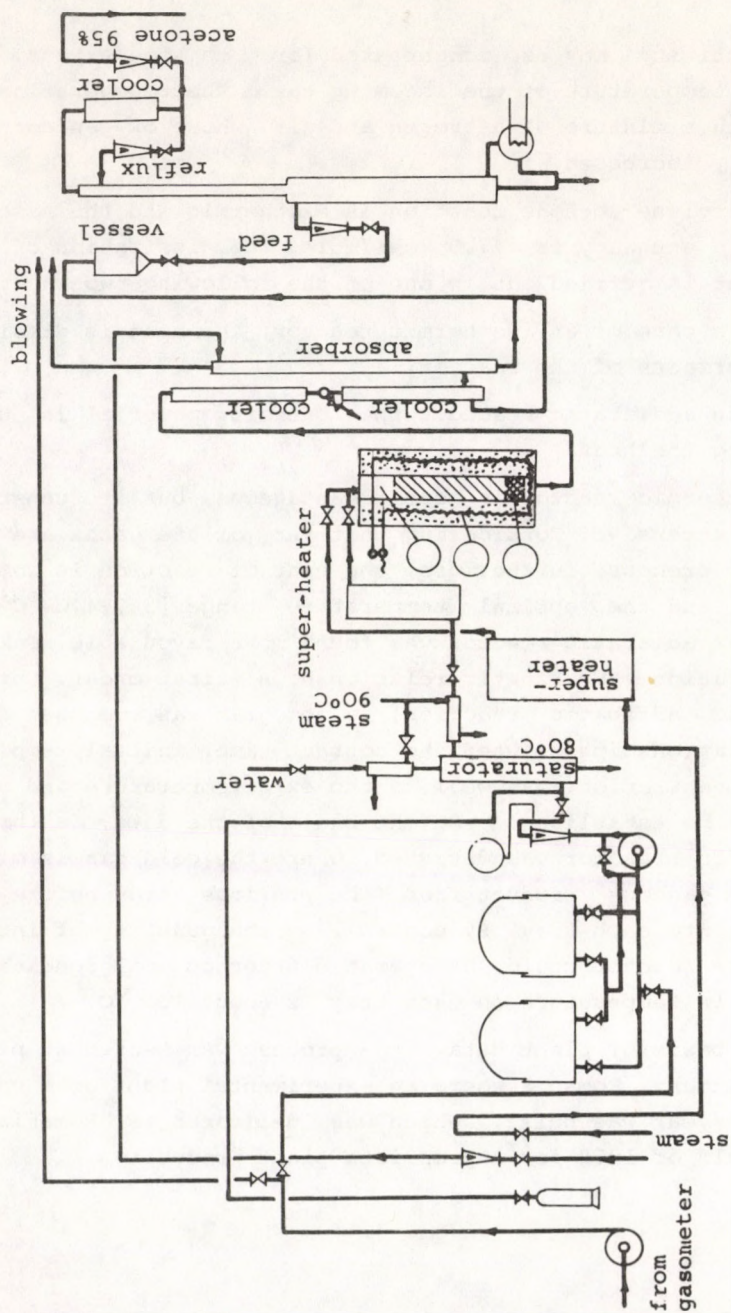 from
gasometer
steam
water
saturator
80°C
steam
90°C
super-
heater
super-heater
blowing
cooler
cooler
absorber
vessel
feed
reflux
cooler
acetone 95%